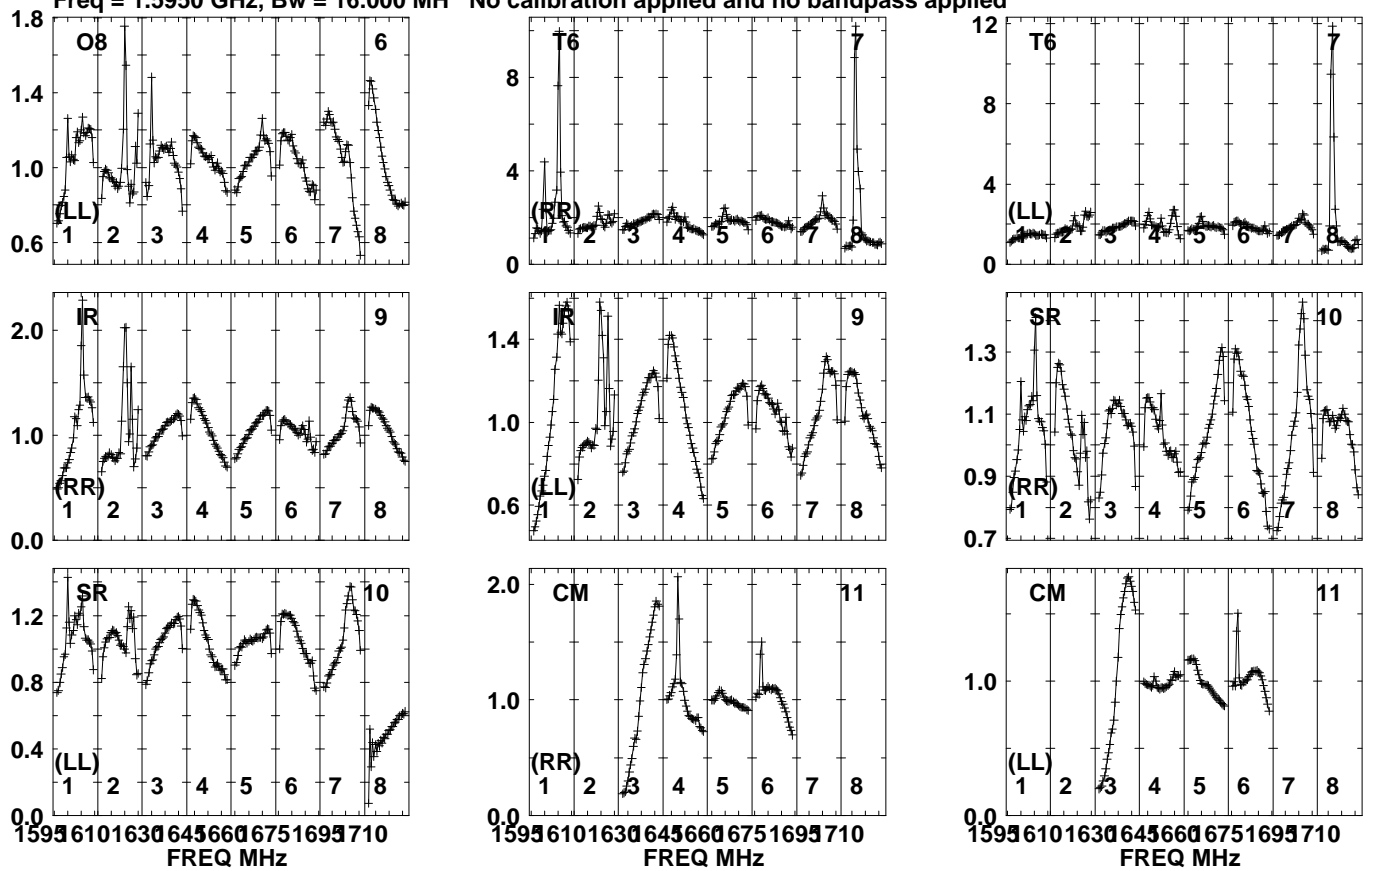 Freq = 1.5950 GHz, Bw = 16.000 MH   No calibration applied and no bandpass applied
1.8 1.4 1.0 0.6 O8 6 (LL) 1 2 3 4 5 6 7 8
8 4 0 T6 7 (RR) 1 2 3 4 5 6 7 8
12 8 4 0 T6 7 (LL) 1 2 3 4 5 6 7 8
2.0 1.0 0.0 IR 9 (RR) 1 2 3 4 5 6 7 8
1.4 1.0 0.6 IR 9 (LL) 1 2 3 4 5 6 7 8
1.3 1.1 0.9 0.7 SR 10 (RR) 1 2 3 4 5 6 7 8
1.2 0.8 0.4 0.0 SR 10 (LL) 1 2 3 4 5 6 7 8
1595 1610 1630 1645 1660 1675 1695 1710
FREQ MHz
2.0 1.0 0.0 CM 11 (RR) 1 2 3 4 5 6 7 8
1595 1610 1630 1645 1660 1675 1695 1710
FREQ MHz
1.0 0.0 CM 11 (LL) 1 2 3 4 5 6 7 8
1595 1610 1630 1645 1660 1675 1695 1710
FREQ MHz